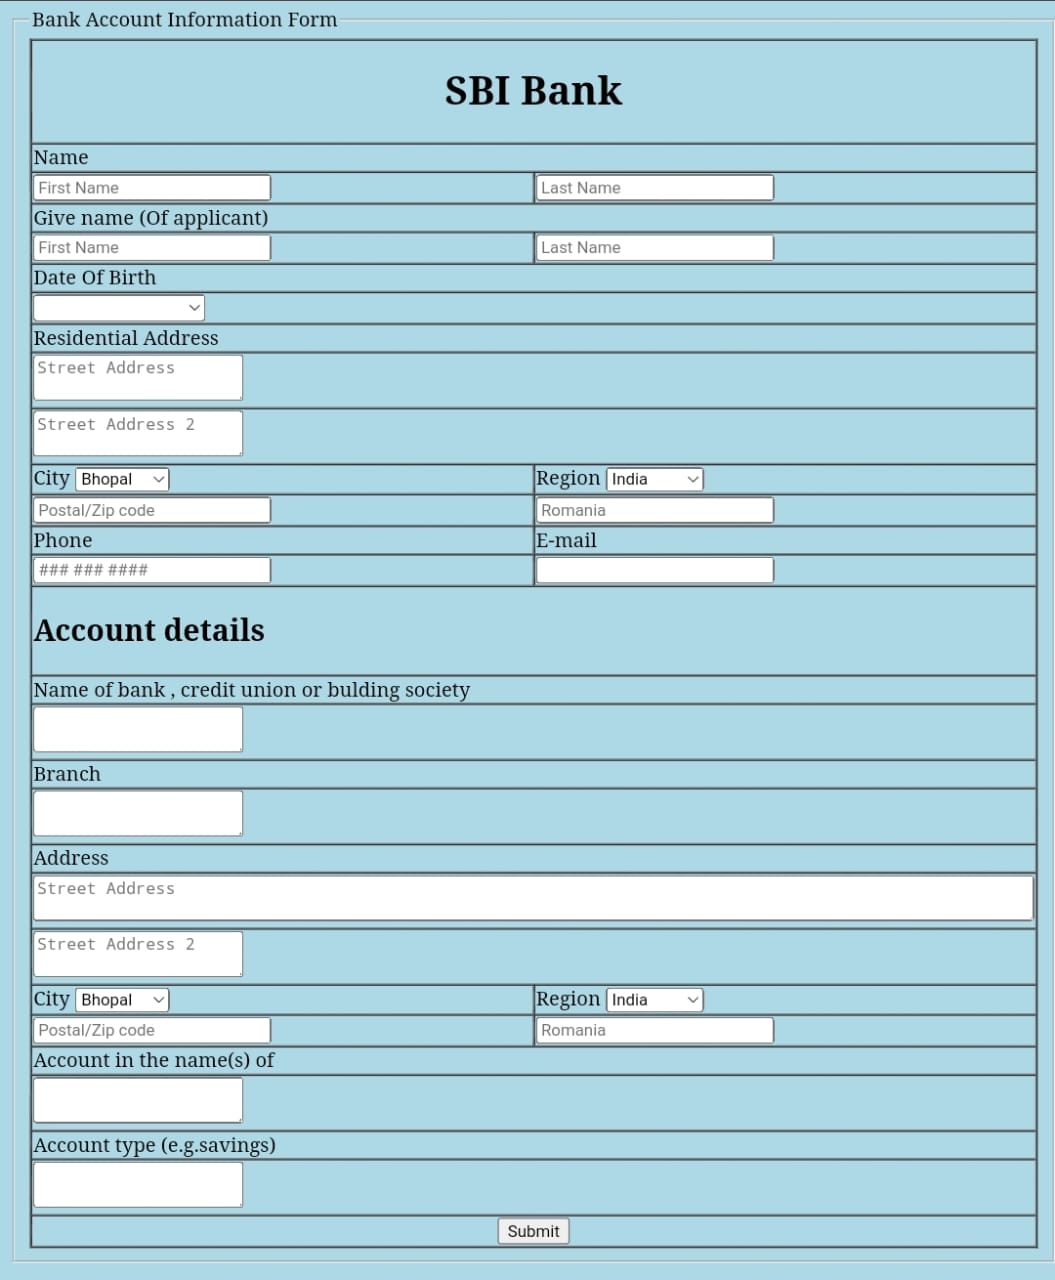 Bank Account Information Form
SBI Bank
Name
First Name Last Name
Give name (Of applicant)
First Name Last Name
Date Of Birth
Residential Address
Street Address
Street Address 2
City Bhopal Region India
Postal/Zip code Romania
Phone E-mail
### ### ####
Account details
Name of bank , credit union or bulding society
Branch
Address
Street Address
Street Address 2
City Bhopal Region India
Postal/Zip code Romania
Account in the name(s) of
Account type (e.g.savings)
Submit